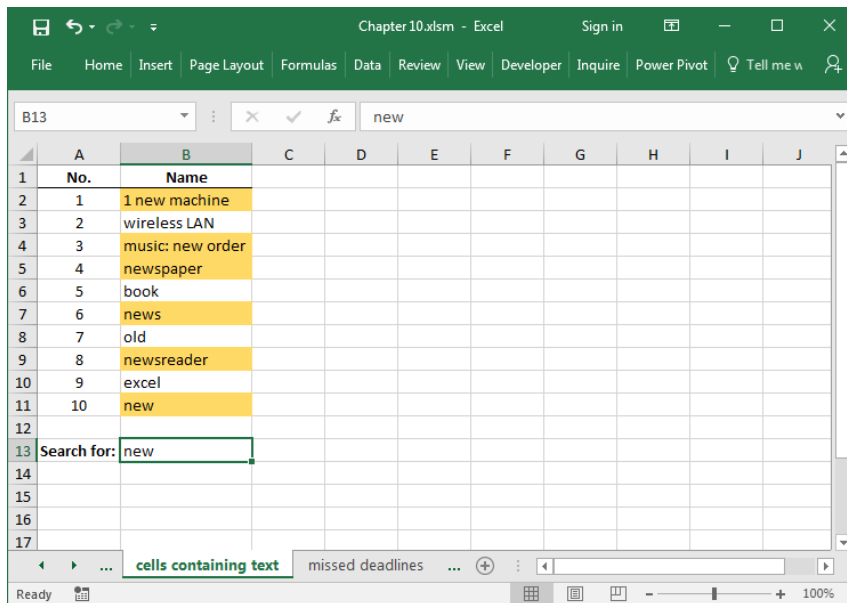 Chapter 10.xlsm - Excel Sign in
File Home Insert Page Layout Formulas Data Review View Developer Inquire Power Pivot Tell me w
B13 fx new
A B C D E F G H I J
1 No. Name
2 1 1 new machine
3 2 wireless LAN
4 3 music: new order
5 4 newspaper
6 5 book
7 6 news
8 7 old
9 8 newsreader
10 9 excel
11 10 new
12
13 Search for: new
14
15
16
17
... cells containing text missed deadlines ...
Ready 100%